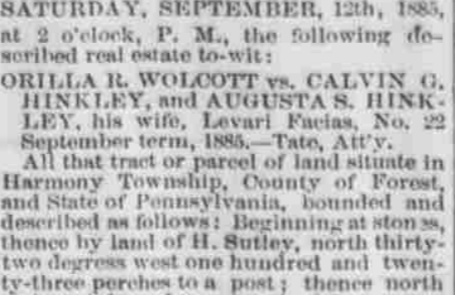 SATURDAY, SEPTEMBER, 12th, 1885,
at 2 o'clock, P. M., the following de-
scribed real estate to-wit:
ORILLA R. WOLCOTT vs. CALVIN G.
HINKLEY, and AUGUSTA S. HINK-
LEY, his wife, Levari Facias, No. 22
September term, 1885.—Tate, Att'y.
All that tract or parcel of land situate in
Harmony Township, County of Forest,
and State of Pennsylvania, bounded and
described as follows: Beginning at stones,
thence by land of H. Sutley, north thirty-
two degress west one hundred and twen-
ty-three perches to a post; thence north